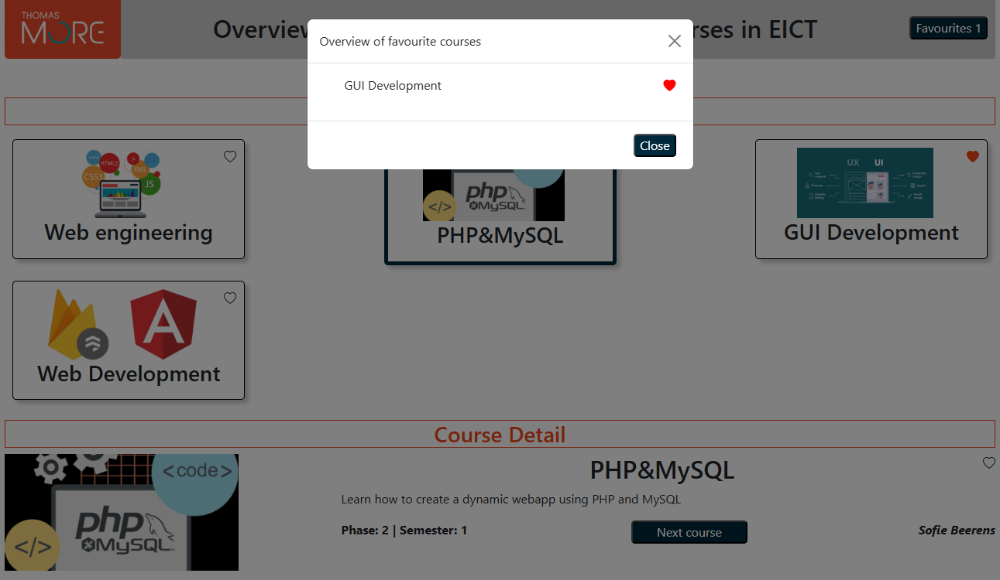 THOMAS
MORE
Overview
rses in EICT
Favourites 1
Overview of favourite courses
GUI Development
Close
HTML5
CSS3
JS
XML
JS
Web engineering
</>
php
MySQL
PHP&MySQL
UX UI
GUI Development
A
Web Development
Course Detail
<code>
php
MySQL
</>
PHP&MySQL
Learn how to create a dynamic webapp using PHP and MySQL
Phase: 2 | Semester: 1
Next course
Sofie Beerens